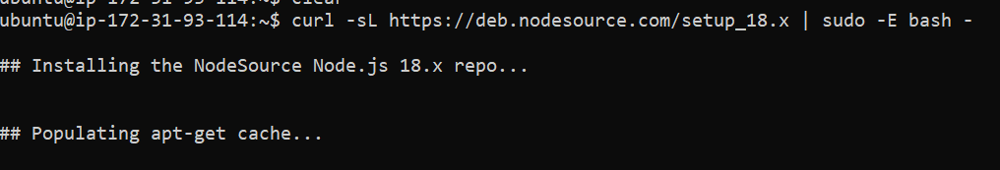 ubuntu@ip-172-31-93-114:~$ clear
ubuntu@ip-172-31-93-114:~$ curl -sL https://deb.nodesource.com/setup_18.x | sudo -E bash -
## Installing the NodeSource Node.js 18.x repo...
## Populating apt-get cache...